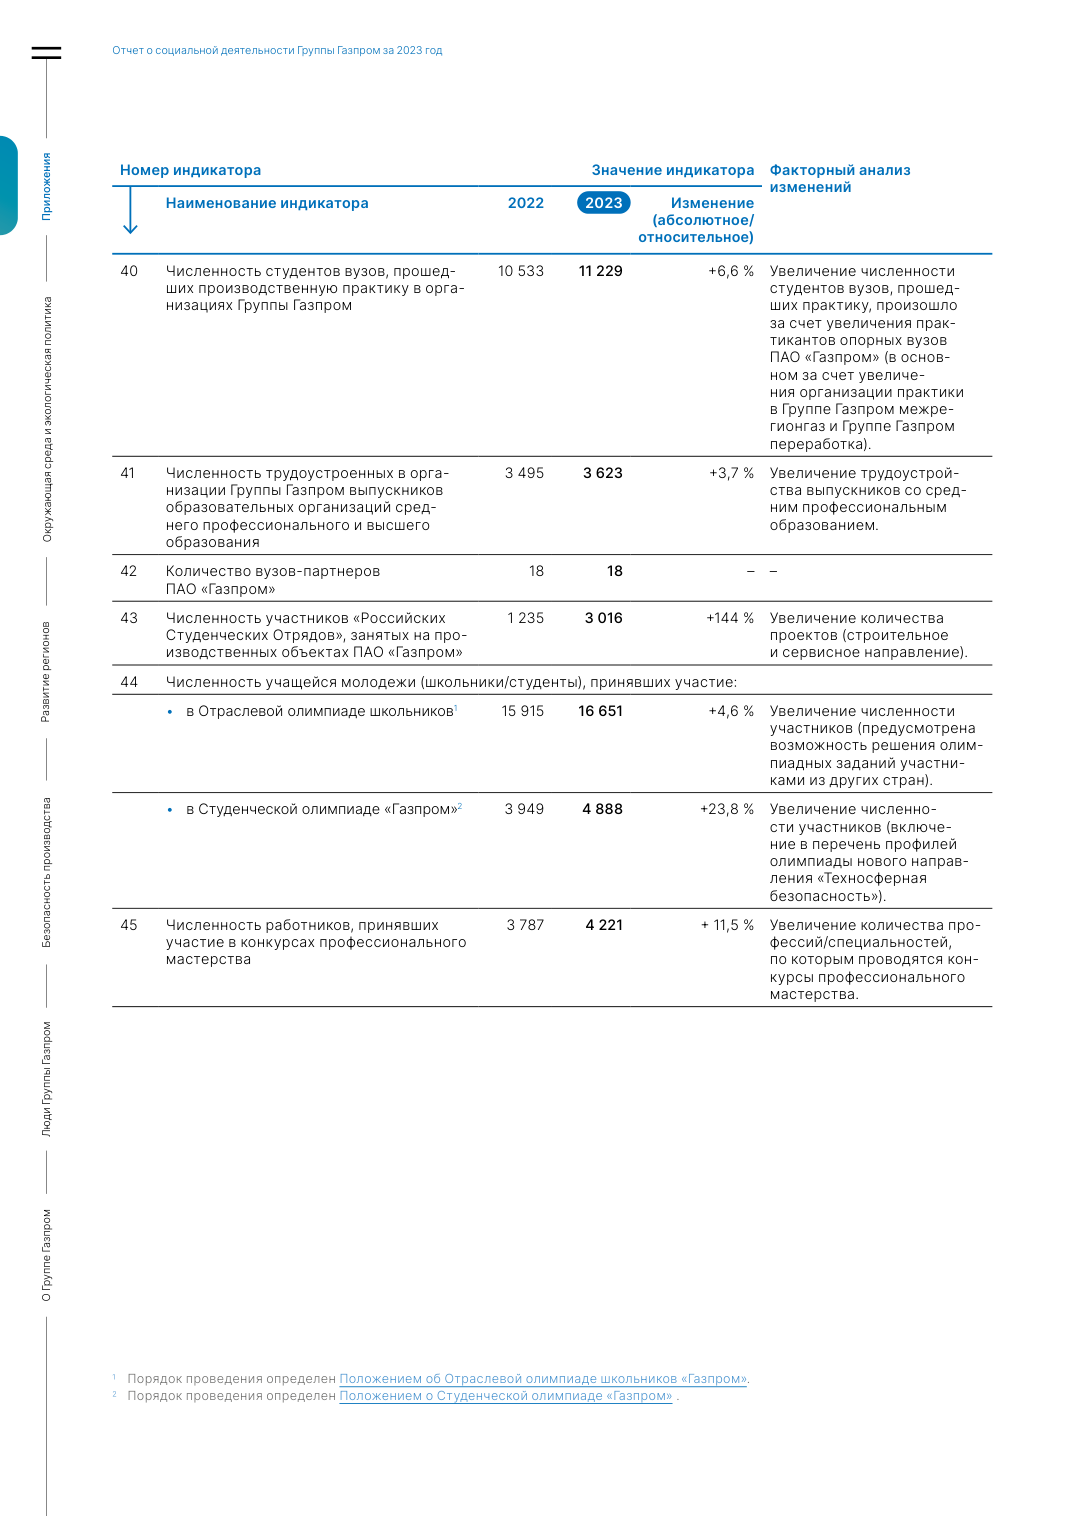 Отчет о социальной деятельности Группы Газпром за 2023 год
Приложения
Окружающая среда и экологическая политика
Развитие регионов
Безопасность производства
Люди Группы Газпром
О Группе Газпром
Номер индикатора
Значение индикатора
Факторный анализ
изменений
Наименование индикатора
2022
2023
Изменение
(абсолютное/
относительное)
40
Численность студентов вузов, прошед-
ших производственную практику в орга-
низациях Группы Газпром
10 533
11 229
+6,6 %
Увеличение численности
студентов вузов, прошед-
ших практику, произошло
за счет увеличения прак-
тикантов опорных вузов
ПАО «Газпром» (в основ-
ном за счет увеличе-
ния организации практики
в Группе Газпром межре-
гионгаз и Группе Газпром
переработка).
41
Численность трудоустроенных в орга-
низации Группы Газпром выпускников
образовательных организаций сред-
него профессионального и высшего
образования
3 495
3 623
+3,7 %
Увеличение трудоустрой-
ства выпускников со сред-
ним профессиональным
образованием.
42
Количество вузов-партнеров
ПАО «Газпром»
18
18
–
–
43
Численность участников «Российских
Студенческих Отрядов», занятых на про-
изводственных объектах ПАО «Газпром»
1 235
3 016
+144 %
Увеличение количества
проектов (строительное
и сервисное направление).
44
Численность учащейся молодежи (школьники/студенты), принявших участие:
• в Отраслевой олимпиаде школьников1
15 915
16 651
+4,6 %
Увеличение численности
участников (предусмотрена
возможность решения олим-
пиадных заданий участни-
ками из других стран).
• в Студенческой олимпиаде «Газпром»2
3 949
4 888
+23,8 %
Увеличение численно-
сти участников (включе-
ние в перечень профилей
олимпиады нового направ-
ления «Техносферная
безопасность»).
45
Численность работников, принявших
участие в конкурсах профессионального
мастерства
3 787
4 221
+ 11,5 %
Увеличение количества про-
фессий/специальностей,
по которым проводятся кон-
курсы профессионального
мастерства.
1 Порядок проведения определен Положением об Отраслевой олимпиаде школьников «Газпром».
2 Порядок проведения определен Положением о Студенческой олимпиаде «Газпром» .